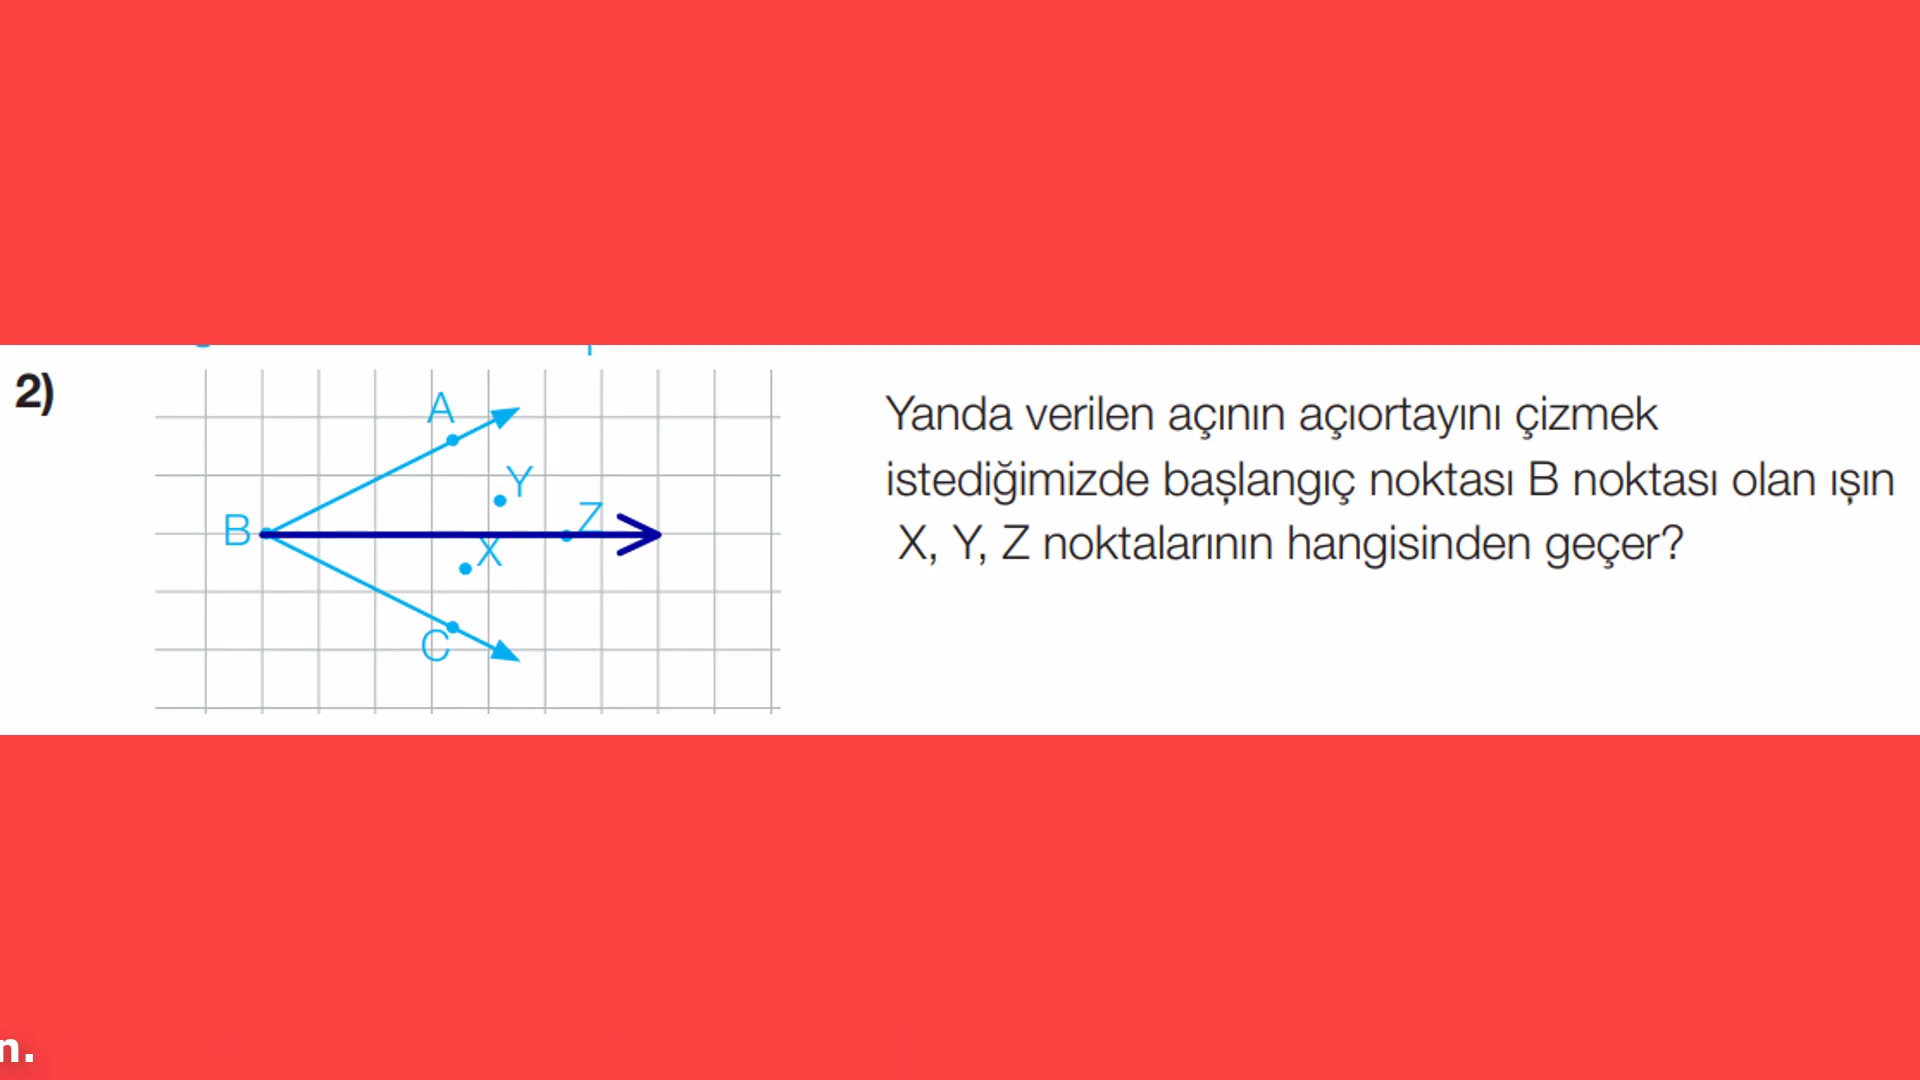 2)
A
Y
Z
B
X
C
Yanda verilen açının açıortayını çizmek
istediğimizde başlangıç noktası B noktası olan ışın
X, Y, Z noktalarının hangisinden geçer?
n.